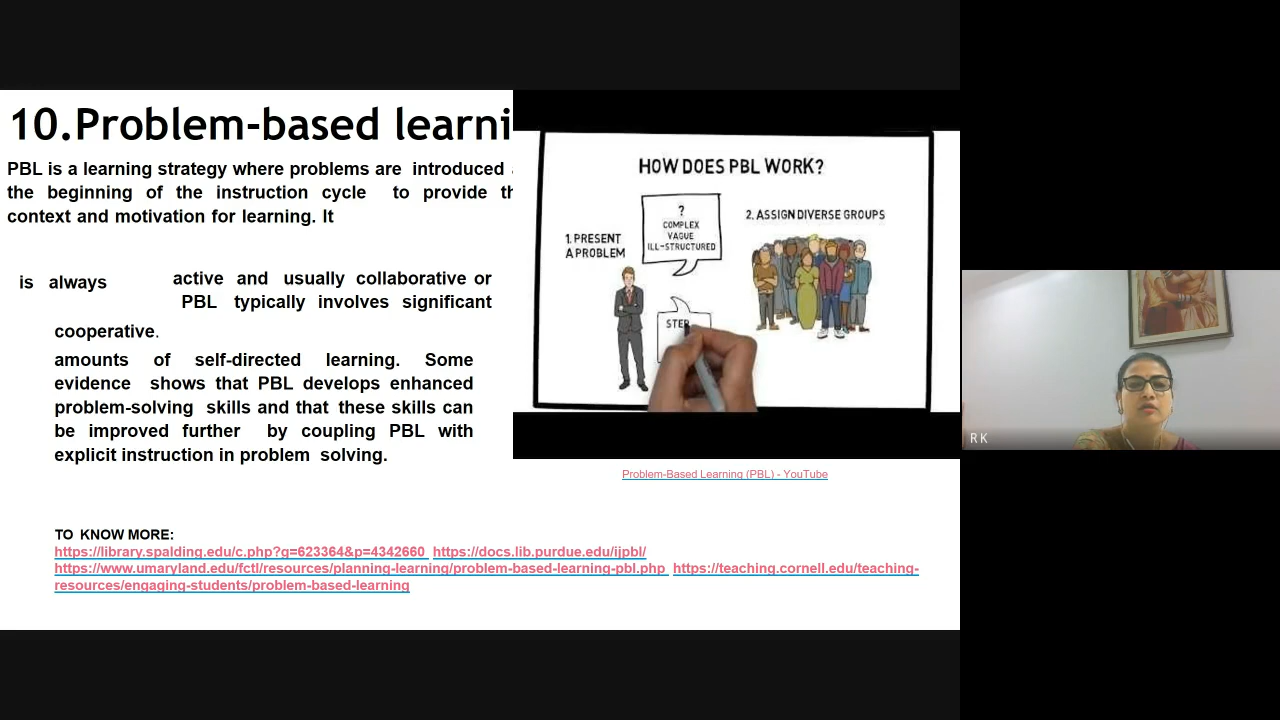 10.Problem-based learni
PBL is a learning strategy where problems are introduced
the beginning of the instruction cycle to provide th
context and motivation for learning. It
is always
active and usually collaborative or
PBL typically involves significant
cooperative.
amounts of self-directed learning. Some
evidence shows that PBL develops enhanced
problem-solving skills and that these skills can
be improved further by coupling PBL with
explicit instruction in problem solving.
HOW DOES PBL WORK?
1. PRESENT
A PROBLEM
?
COMPLEX
VAGUE
ILL-STRUCTURED
2. ASSIGN DIVERSE GROUPS
STEP
Problem-Based Learning (PBL) - YouTube
TO KNOW MORE:
https://library.spalding.edu/c.php?g=623364&p=4342660 https://docs.lib.purdue.edu/ijpbl/
https://www.umaryland.edu/fctl/resources/planning-learning/problem-based-learning-pbl.php https://teaching.cornell.edu/teaching-
resources/engaging-students/problem-based-learning
R K